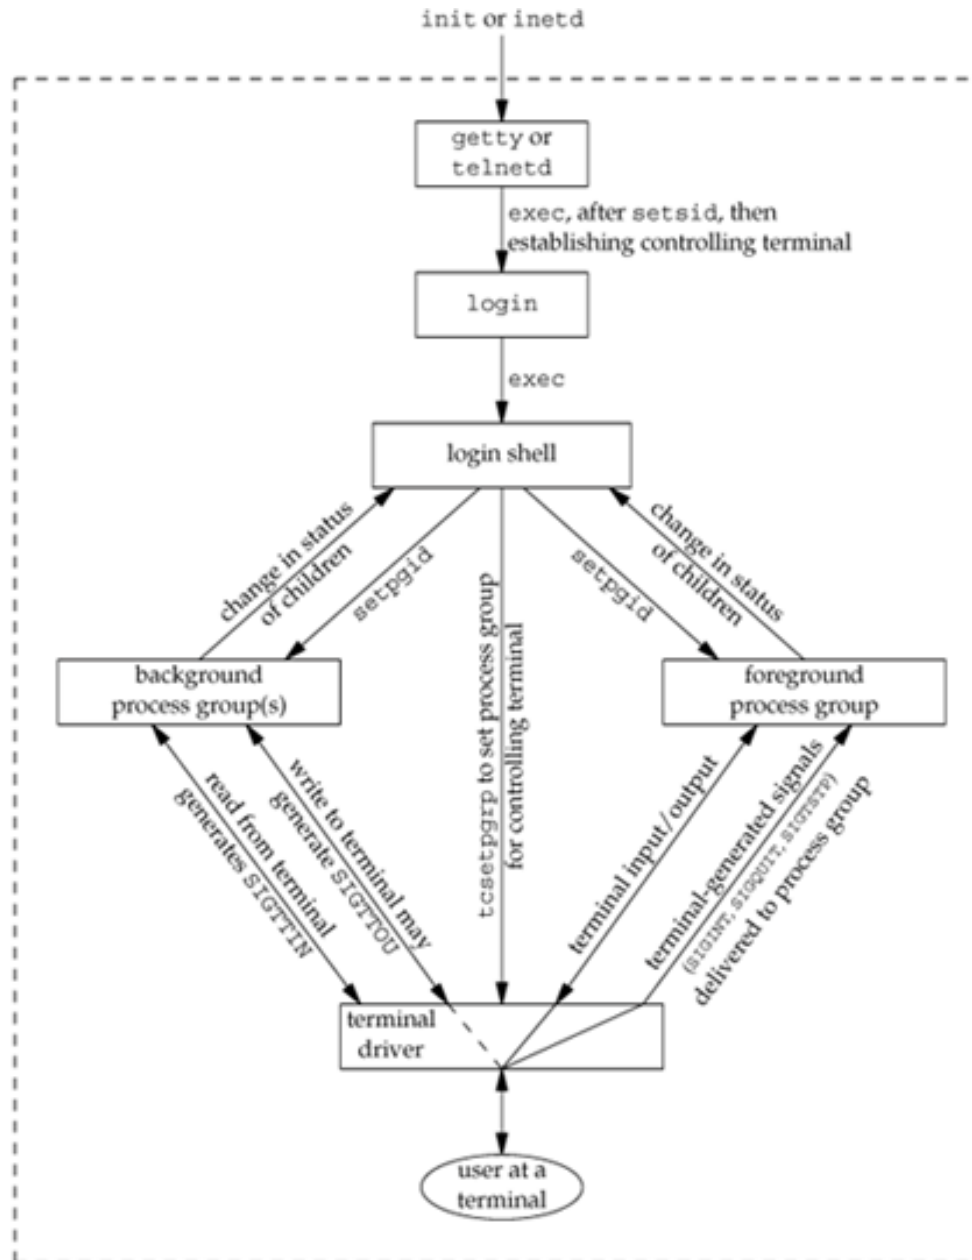 init or inetd
getty or
telnetd
exec, after setsid, then
establishing controlling terminal
login
exec
login shell
change in status
of children
setpgid
tcsetpgrp to set process group
for controlling terminal
setpgid
change in status
of children
background
process group(s)
foreground
process group
read from terminal
generates SIGTTIN
write to terminal may
generate SIGTTOU
terminal input/output
terminal-generated signals
(SIGINT, SIGQUIT, SIGTSTP)
delivered to process group
terminal
driver
user at a
terminal